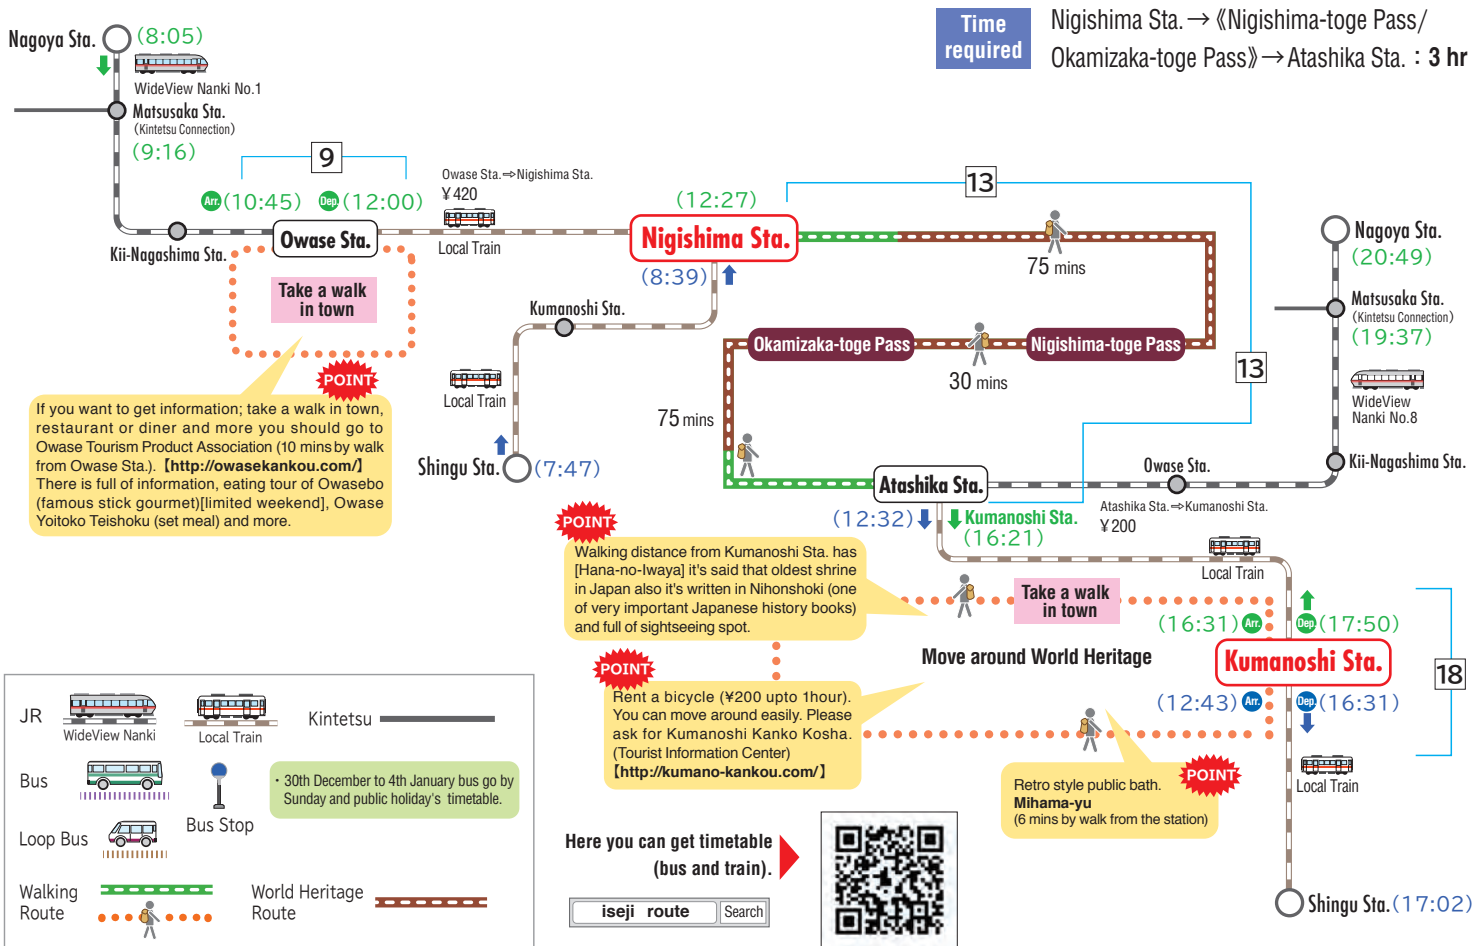 Time
required
Nigishima Sta.→《Nigishima-toge Pass/
Okamizaka-toge Pass》→Atashika Sta.：3 hr
Nagoya Sta.
(8:05)
WideView Nanki No.1
Matsusaka Sta.
(Kintetsu Connection)
(9:16)
9
Arr. (10:45)
Dep. (12:00)
Kii-Nagashima Sta.
Owase Sta.
Take a walk
in town
Owase Sta.⇨Nigishima Sta.
¥420
Local Train
(12:27)
Nigishima Sta.
(8:39)
13
75 mins
Kumanoshi Sta.
Local Train
Shingu Sta.
(7:47)
Okamizaka-toge Pass
Nigishima-toge Pass
30 mins
13
75 mins
Nagoya Sta.
(20:49)
Matsusaka Sta.
(Kintetsu Connection)
(19:37)
WideView
Nanki No.8
Kii-Nagashima Sta.
Owase Sta.
Atashika Sta.
Atashika Sta.⇨Kumanoshi Sta.
¥200
(12:32)
Kumanoshi Sta.
(16:21)
Local Train
POINT
If you want to get information; take a walk in town,
restaurant or diner and more you should go to
Owase Tourism Product Association (10 mins by walk
from Owase Sta.). 【http://owasekankou.com/】
There is full of information, eating tour of Owasebo
(famous stick gourmet)[limited weekend], Owase
Yoitoko Teishoku (set meal) and more.
POINT
Walking distance from Kumanoshi Sta. has
[Hana-no-Iwaya] it's said that oldest shrine
in Japan also it's written in Nihonshoki (one
of very important Japanese history books)
and full of sightseeing spot.
Take a walk
in town
(16:31) Arr.
Dep. (17:50)
Move around World Heritage
Kumanoshi Sta.
18
(12:43) Arr.
Dep. (16:31)
POINT
Rent a bicycle (¥200 upto 1hour).
You can move around easily. Please
ask for Kumanoshi Kanko Kosha.
(Tourist Information Center)
【http://kumano-kankou.com/】
POINT
Retro style public bath.
Mihama-yu
(6 mins by walk from the station)
Local Train
Shingu Sta.
(17:02)
JR
WideView Nanki
Local Train
Kintetsu
Bus
Bus Stop
・30th December to 4th January bus go by
Sunday and public holiday's timetable.
Loop Bus
Walking
Route
World Heritage
Route
Here you can get timetable
(bus and train).
iseji route
Search